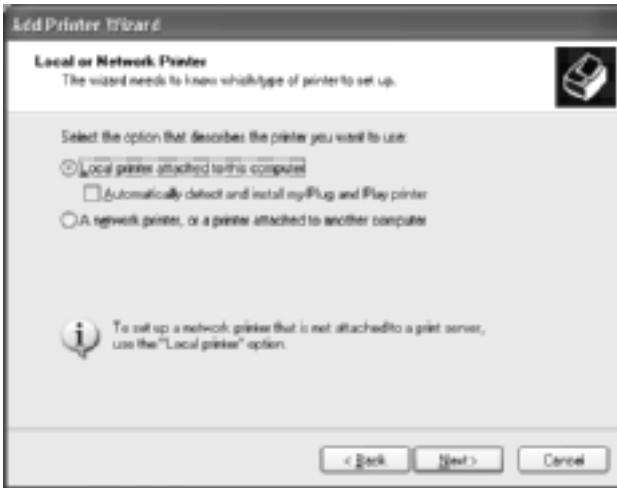 Add Printer Wizard
Local or Network Printer
The wizard needs to know which type of printer to set up.
Select the option that describes the printer you want to use:
Local printer attached to this computer
Automatically detect and install my Plug and Play printer
A network printer, or a printer attached to another computer
To set up a network printer that is not attached to a print server,
use the "Local printer" option.
< Back
Next >
Cancel